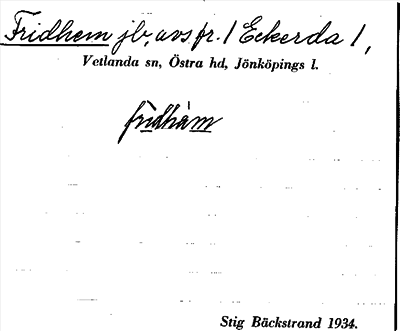 Fridhem jb, avs fr. 1 Eckerda 1,
Vetlanda sn, Östra hd, Jönköpings l.
fridhäm
Stig Bäckstrand 1934.